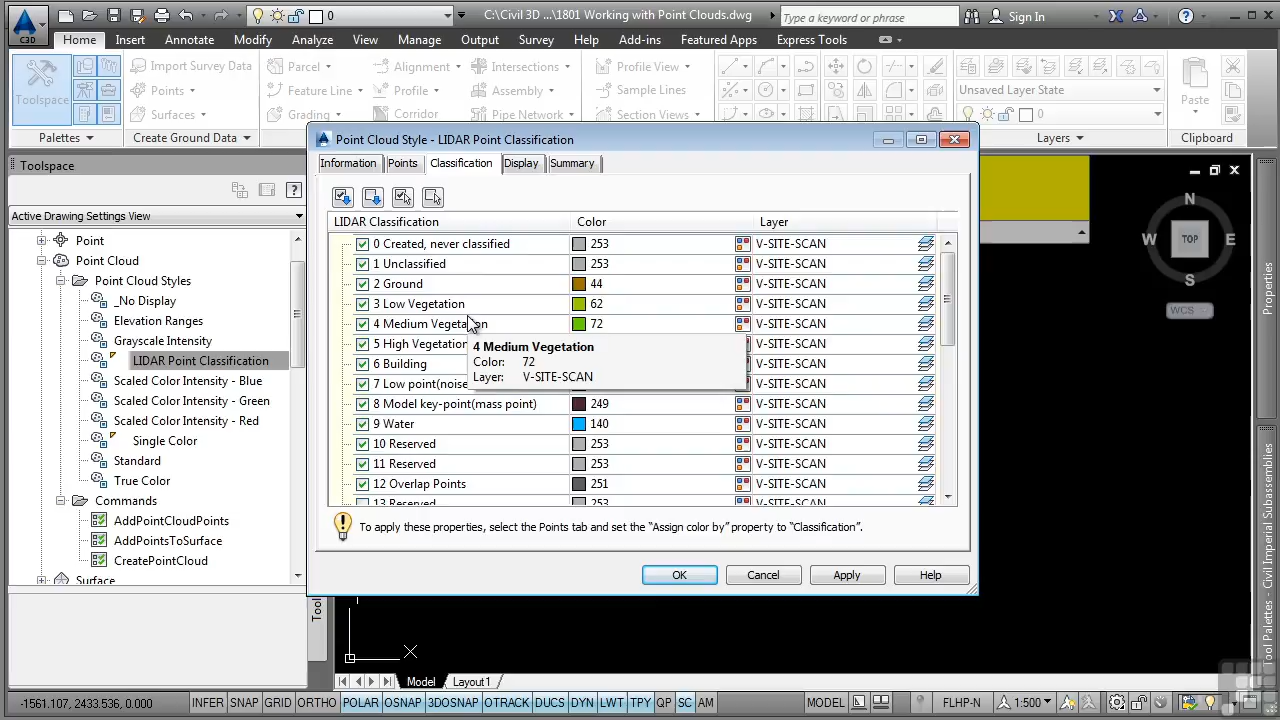 C:\Civil 3D ...\1801 Working with Point Clouds.dwg
Type a keyword or phrase
Sign In
0
C3D
Home Insert Annotate Modify Analyze View Manage Output Survey Help Add-ins Featured Apps Express Tools
Toolspace
Import Survey Data
Points
Surfaces
Parcel
Feature Line
Grading
Alignment
Profile
Corridor
Intersections
Assembly
Pipe Network
Profile View
Sample Lines
Section Views
Unsaved Layer State
0
Paste
Palettes
Create Ground Data
Layers
Clipboard
Toolspace
Active Drawing Settings View
Point
Point Cloud
Point Cloud Styles
_No Display
Elevation Ranges
Grayscale Intensity
LIDAR Point Classification
Scaled Color Intensity - Blue
Scaled Color Intensity - Green
Scaled Color Intensity - Red
Single Color
Standard
True Color
Commands
AddPointCloudPoints
AddPointsToSurface
CreatePointCloud
Surface
Point Cloud Style - LIDAR Point Classification
Information Points Classification Display Summary
LIDAR Classification Color Layer
0 Created, never classified 253 V-SITE-SCAN
1 Unclassified 253 V-SITE-SCAN
2 Ground 44 V-SITE-SCAN
3 Low Vegetation 62 V-SITE-SCAN
4 Medium Vegetation 72 V-SITE-SCAN
5 High Vegetation V-SITE-SCAN
6 Building V-SITE-SCAN
7 Low point(noise V-SITE-SCAN
8 Model key-point(mass point) 249 V-SITE-SCAN
9 Water 140 V-SITE-SCAN
10 Reserved 253 V-SITE-SCAN
11 Reserved 253 V-SITE-SCAN
12 Overlap Points 251 V-SITE-SCAN
13 Reserved 253 V-SITE-SCAN
4 Medium Vegetation
Color: 72
Layer: V-SITE-SCAN
To apply these properties, select the Points tab and set the "Assign color by" property to "Classification".
OK Cancel Apply Help
N
W TOP E
S
WCS
Properties
Tool Palettes - Civil Imperial Subassemblies
Tool
X
Model Layout1
-1561.107, 2433.536, 0.000
INFER SNAP GRID ORTHO POLAR OSNAP 3DOSNAP OTRACK DUCS DYN LWT TPY QP SC AM
MODEL
FLHP-N
1:500